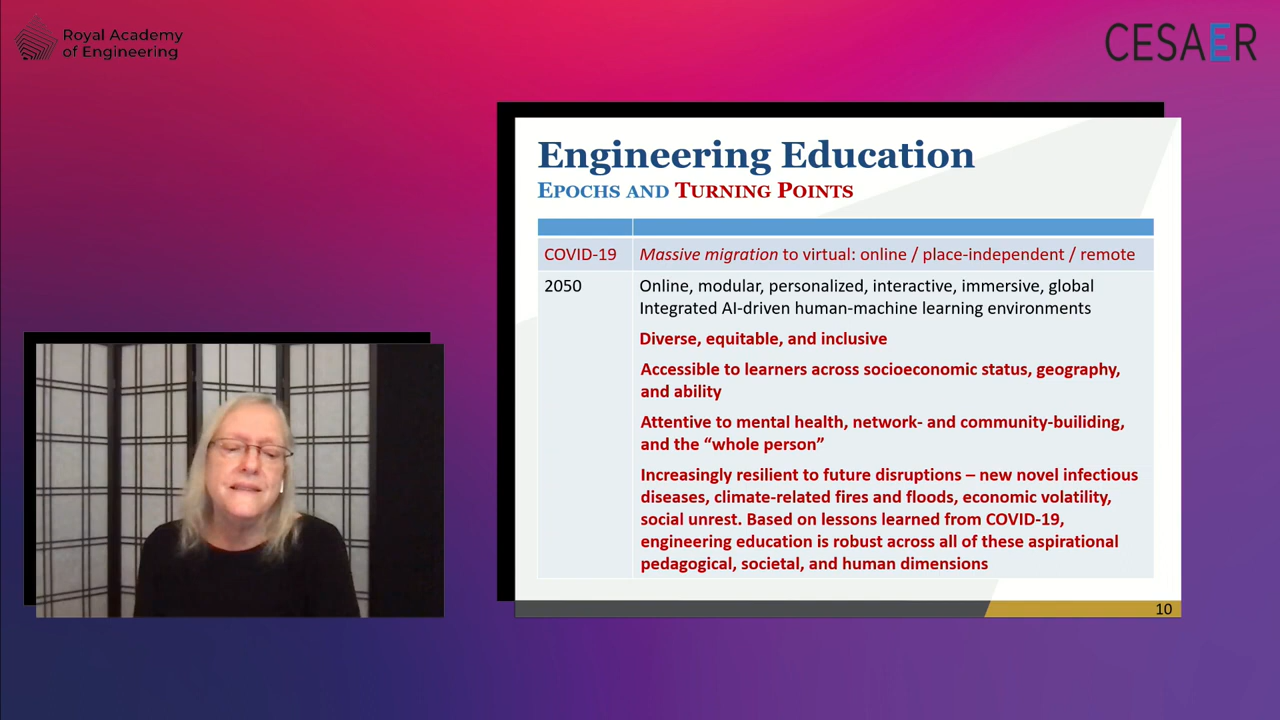 Royal Academy
of Engineering
CESAER
Engineering Education
Epochs and Turning Points
COVID-19
Massive migration to virtual: online / place-independent / remote
2050
Online, modular, personalized, interactive, immersive, global
Integrated AI-driven human-machine learning environments
Diverse, equitable, and inclusive
Accessible to learners across socioeconomic status, geography,
and ability
Attentive to mental health, network- and community-building,
and the “whole person”
Increasingly resilient to future disruptions – new novel infectious
diseases, climate-related fires and floods, economic volatility,
social unrest. Based on lessons learned from COVID-19,
engineering education is robust across all of these aspirational
pedagogical, societal, and human dimensions
10